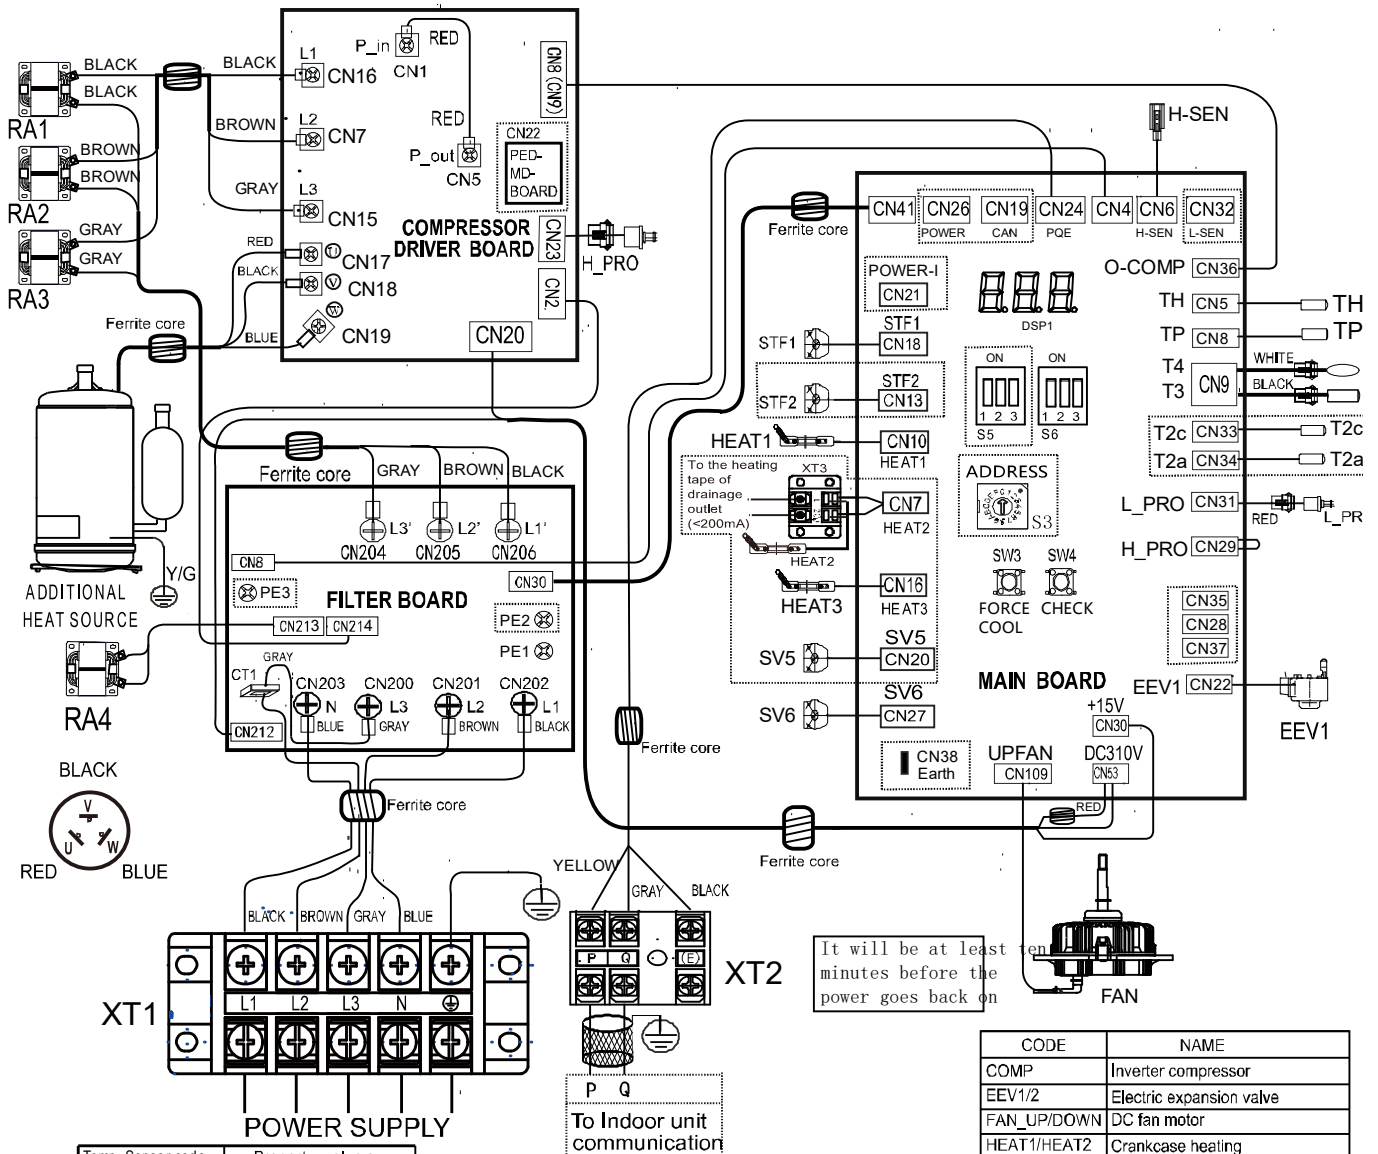 BLACK
BLACK
RA1
BROWN
BROWN
RA2
GRAY
GRAY
RA3
BLACK
BROWN
GRAY
RED
BLACK
BLUE
Ferrite core
L1
CN16
L2
CN7
L3
CN15
U
CN17
V
CN18
W
CN19
P_in
RED
CN1
RED
P_out
CN5
CN8 (CN9)
CN22
PED-
MD-
BOARD
COMPRESSOR
DRIVER BOARD
CN23
CN2
CN20
H_PRO
H-SEN
Ferrite core
CN41
CN26
CN19
CN24
CN4
CN6
CN32
POWER
CAN
PQE
H-SEN
L-SEN
POWER-I
CN21
O-COMP
CN36
DSP1
TH
CN5
TH
TP
CN8
TP
T4
T3
CN9
WHITE
BLACK
STF1
STF1
CN18
STF2
STF2
CN13
ON
ON
1 2 3
1 2 3
S5
S6
HEAT1
CN10
HEAT1
T2c
CN33
T2c
T2a
CN34
T2a
To the heating
tape of
drainage
outlet
(<200mA)
XT3
CN7
HEAT2
HEAT2
ADDRESS
S3
L_PRO
CN31
RED
L_PR
H_PRO
CN29
SW3
SW4
FORCE
COOL
CHECK
HEAT3
CN16
HEAT3
CN35
CN28
CN37
SV5
SV5
CN20
MAIN BOARD
EEV1
CN22
EEV1
SV6
SV6
CN27
+15V
CN30
CN38
Earth
UPFAN
CN109
DC310V
CN53
RED
Ferrite core
GRAY
BROWN
BLACK
L3'
L2'
L1'
CN204
CN205
CN206
CN8
CN30
PE3
FILTER BOARD
PE2
PE1
CN213
CN214
GRAY
CT1
CN203
CN200
CN201
CN202
N
L3
L2
L1
BLUE
GRAY
BROWN
BLACK
CN212
Y/G
ADDITIONAL
HEAT SOURCE
RA4
BLACK
V
U
W
RED
BLUE
Ferrite core
Ferrite core
Ferrite core
BLACK
BROWN
GRAY
BLUE
XT1
L1
L2
L3
N
POWER SUPPLY
YELLOW
GRAY
BLACK
P
Q
(E)
XT2
P
Q
To Indoor unit
communication
It will be at least ten
minutes before the
power goes back on
FAN
CODE NAME
COMP Inverter compressor
EEV1/2 Electric expansion valve
FAN_UP/DOWN DC fan motor
HEAT1/HEAT2 Crankcase heating